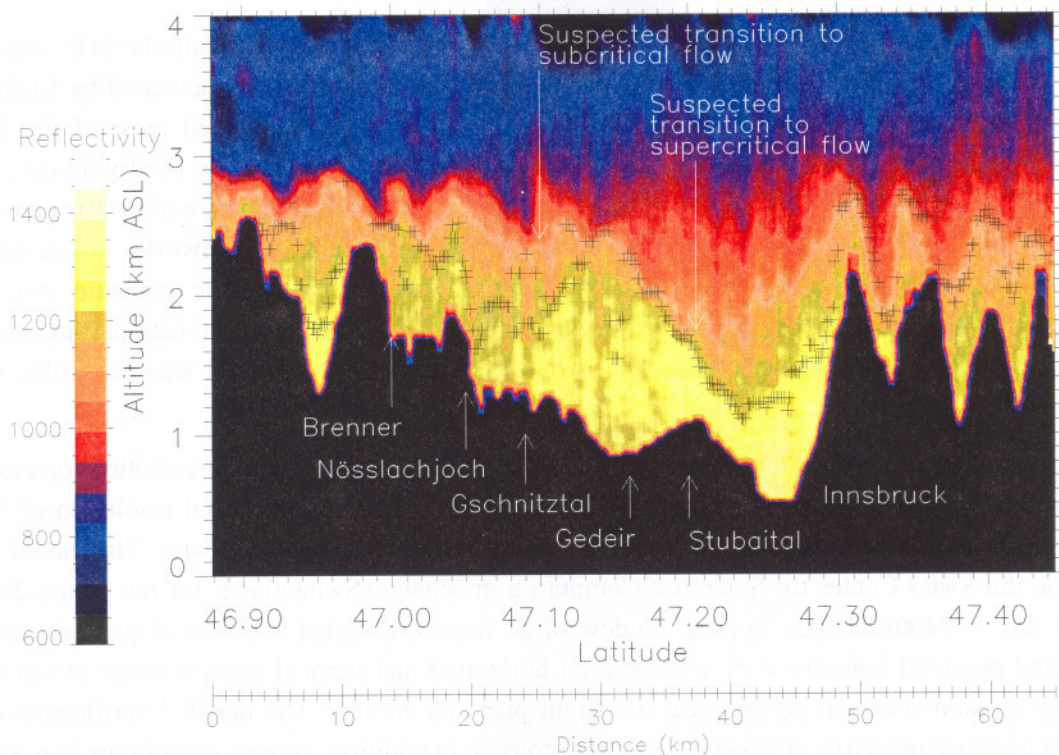 4
Suspected transition to
subcritical flow
Suspected
transition to
supercritical flow
Reflectivity
3
1400
Altitude (km ASL)
2
1200
1000
Brenner
1
Nösslachjoch
Gschnitztal
Innsbruck
800
Gedeir
Stubaital
0
600
46.90
47.00
47.10
47.20
47.30
47.40
Latitude
0
10
20
30
40
50
60
Distance (km)